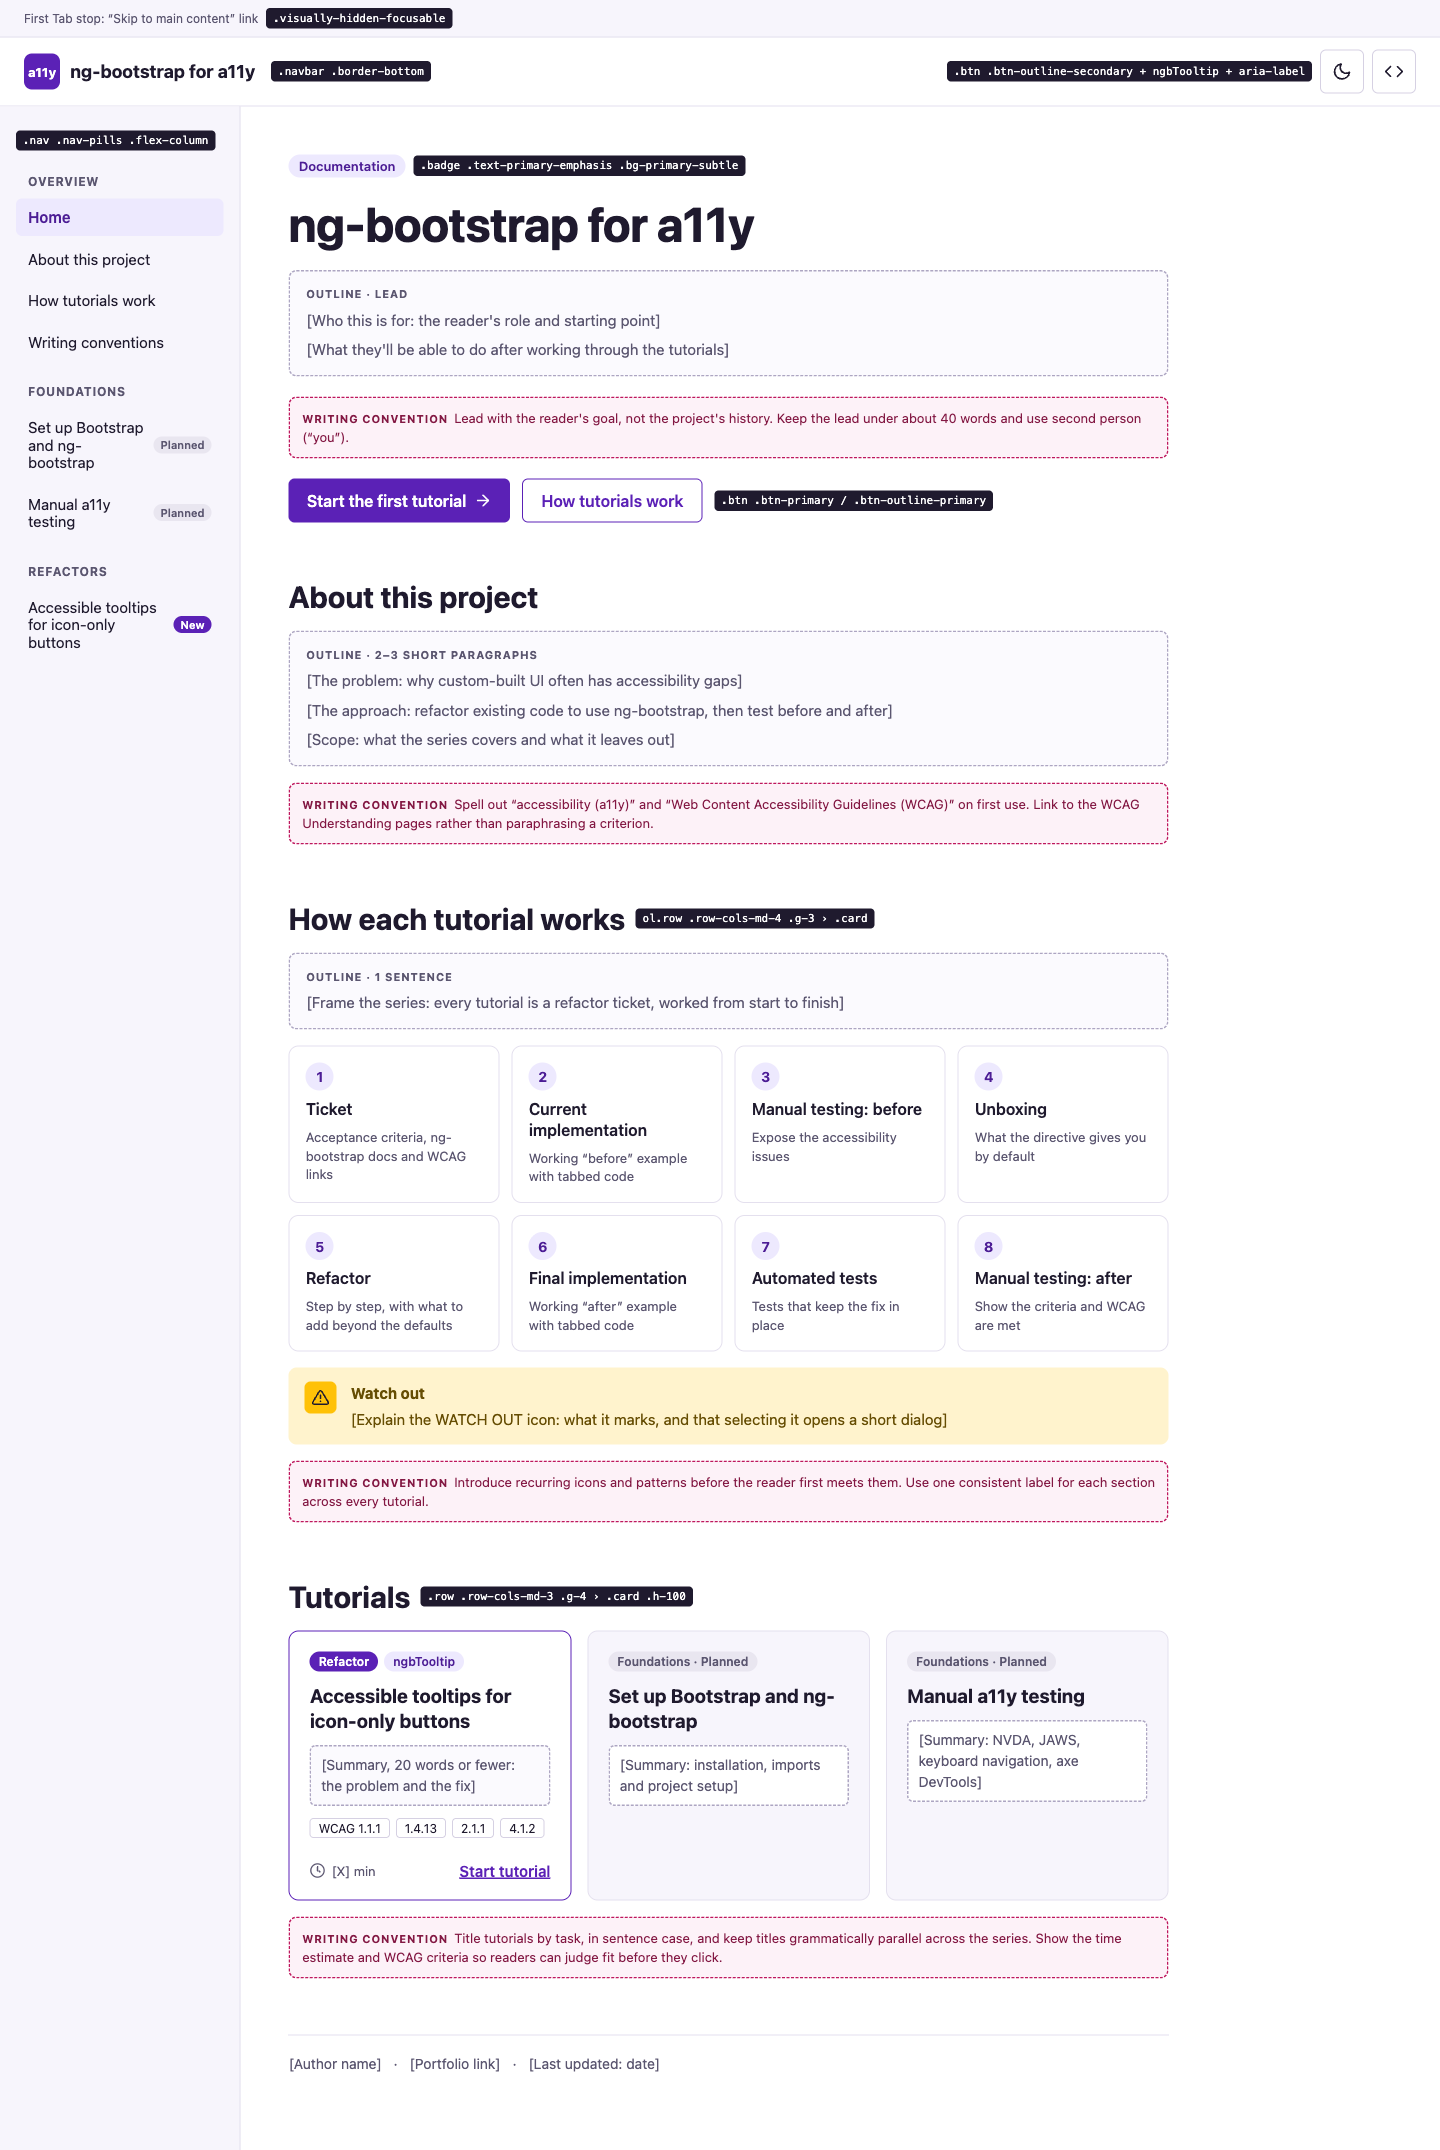 First Tab stop: “Skip to main content” link .visually-hidden-focusable
a11y ng-bootstrap for a11y .navbar .border-bottom .btn .btn-outline-secondary + ngbTooltip + aria-label
.nav .nav-pills .flex-column
OVERVIEW
Home
About this project
How tutorials work
Writing conventions
FOUNDATIONS
Set up Bootstrap
and ng-
bootstrap
Planned
Manual a11y
testing
Planned
REFACTORS
Accessible tooltips
for icon-only
buttons
New
Documentation .badge .text-primary-emphasis .bg-primary-subtle
ng-bootstrap for a11y
OUTLINE · LEAD
[Who this is for: the reader's role and starting point]
[What they'll be able to do after working through the tutorials]
WRITING CONVENTION Lead with the reader's goal, not the project's history. Keep the lead under about 40 words and use second person
(“you”).
Start the first tutorial → How tutorials work .btn .btn-primary / .btn-outline-primary
About this project
OUTLINE · 2–3 SHORT PARAGRAPHS
[The problem: why custom-built UI often has accessibility gaps]
[The approach: refactor existing code to use ng-bootstrap, then test before and after]
[Scope: what the series covers and what it leaves out]
WRITING CONVENTION Spell out “accessibility (a11y)” and “Web Content Accessibility Guidelines (WCAG)” on first use. Link to the WCAG
Understanding pages rather than paraphrasing a criterion.
How each tutorial works ol.row .row-cols-md-4 .g-3 › .card
OUTLINE · 1 SENTENCE
[Frame the series: every tutorial is a refactor ticket, worked from start to finish]
1
Ticket
Acceptance criteria, ng-
bootstrap docs and WCAG
links
2
Current
implementation
Working “before” example
with tabbed code
3
Manual testing: before
Expose the accessibility
issues
4
Unboxing
What the directive gives you
by default
5
Refactor
Step by step, with what to
add beyond the defaults
6
Final implementation
Working “after” example
with tabbed code
7
Automated tests
Tests that keep the fix in
place
8
Manual testing: after
Show the criteria and WCAG
are met
Watch out
[Explain the WATCH OUT icon: what it marks, and that selecting it opens a short dialog]
WRITING CONVENTION Introduce recurring icons and patterns before the reader first meets them. Use one consistent label for each section
across every tutorial.
Tutorials .row .row-cols-md-3 .g-4 › .card .h-100
Refactor ngbTooltip
Accessible tooltips for
icon-only buttons
[Summary, 20 words or fewer:
the problem and the fix]
WCAG 1.1.1 1.4.13 2.1.1 4.1.2
[X] min Start tutorial
Foundations · Planned
Set up Bootstrap and ng-
bootstrap
[Summary: installation, imports
and project setup]
Foundations · Planned
Manual a11y testing
[Summary: NVDA, JAWS,
keyboard navigation, axe
DevTools]
WRITING CONVENTION Title tutorials by task, in sentence case, and keep titles grammatically parallel across the series. Show the time
estimate and WCAG criteria so readers can judge fit before they click.
[Author name] · [Portfolio link] · [Last updated: date]